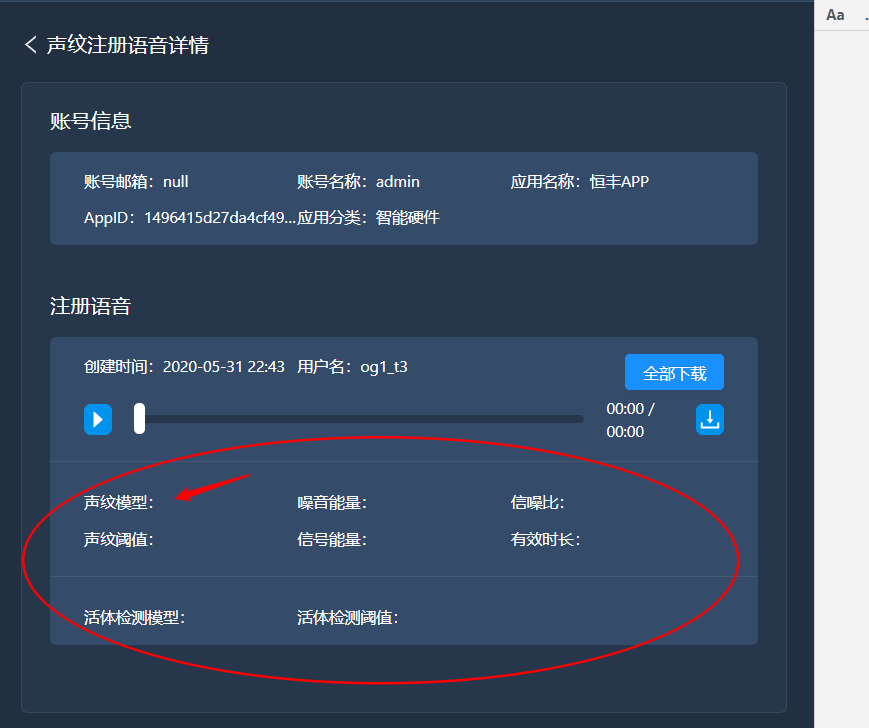 Aa
声纹注册语音详情
账号信息
账号邮箱：null 账号名称：admin 应用名称：恒丰APP
AppID：1496415d27da4cf49... 应用分类：智能硬件
注册语音
创建时间：2020-05-31 22:43 用户名：og1_t3
全部下载
00:00 /
00:00
声纹模型： 噪音能量： 信噪比：
声纹阈值： 信号能量： 有效时长：
活体检测模型： 活体检测阈值：